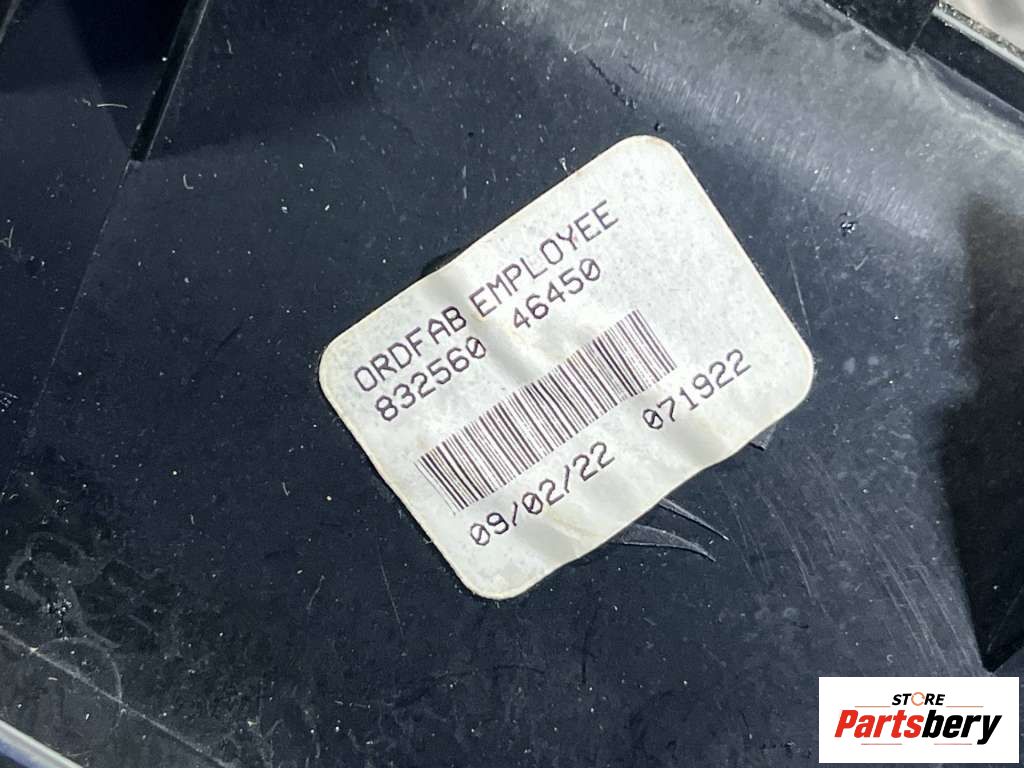 ORDFAB EMPLOYEE
832560 46450
09/02/22 071922
STORE
Partsbery